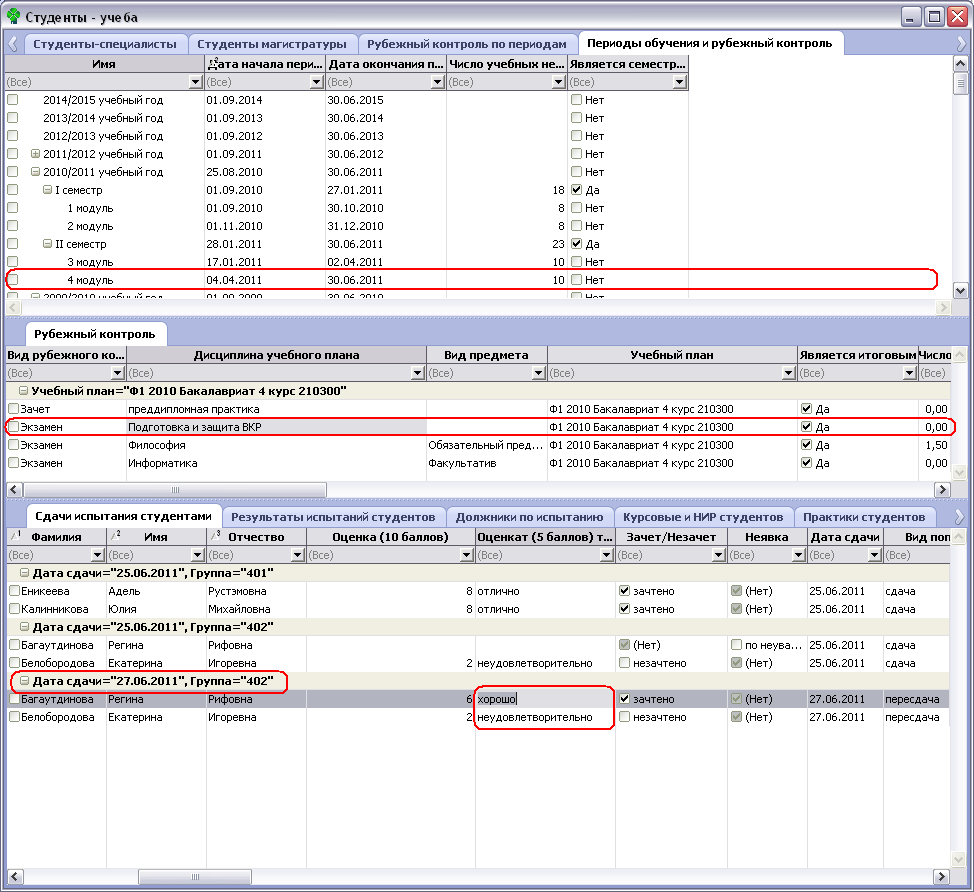 Студенты - учеба
Студенты-специалисты Студенты магистратуры Рубежный контроль по периодам Периоды обучения и рубежный контроль
Имя Дата начала пери... Дата окончания п... Число учебных не... Является семестр...
(Все) (Все) (Все) (Все) (Все)
2014/2015 учебный год 01.09.2014 30.06.2015 Нет
2013/2014 учебный год 01.09.2013 30.06.2014 Нет
2012/2013 учебный год 01.09.2012 30.06.2013 Нет
2011/2012 учебный год 01.09.2011 30.06.2012 Нет
2010/2011 учебный год 25.08.2010 30.06.2011 Нет
I семестр 01.09.2010 27.01.2011 18 Да
1 модуль 01.09.2010 30.10.2010 8 Нет
2 модуль 01.11.2010 31.12.2010 8 Нет
II семестр 28.01.2011 30.06.2011 23 Да
3 модуль 17.01.2011 02.04.2011 10 Нет
4 модуль 04.04.2011 30.06.2011 10 Нет
2009/2010 учебный год 01.09.2009 30.06.2010 Нет
Рубежный контроль
Вид рубежного ко... Дисциплина учебного плана Вид предмета Учебный план Является итоговым Число
(Все) (Все) (Все) (Все) (Все) (Все)
Учебный план="Ф1 2010 Бакалавриат 4 курс 210300"
Зачет преддипломная практика Ф1 2010 Бакалавриат 4 курс 210300 Да 0,00
Экзамен Подготовка и защита ВКР Ф1 2010 Бакалавриат 4 курс 210300 Да 0,00
Экзамен Философия Обязательный пред... Ф1 2010 Бакалавриат 4 курс 210300 Да 1,50
Экзамен Информатика Факультатив Ф1 2010 Бакалавриат 4 курс 210300 Да 0,00
Сдачи испытания студентами Результаты испытаний студентов Должники по испытанию Курсовые и НИР студентов Практики студентов
1 Фамилия 2 Имя 3 Отчество Оценка (10 баллов) Оценкат (5 баллов) т... Зачет/Незачет Неявка Дата сдачи Вид поп
(Все) (Все) (Все) (Все) (Все) (Все) (Все) (Все) (Все)
Дата сдачи="25.06.2011", Группа="401"
Еникеева Адель Рустэмовна 8 отлично зачтено (Нет) 25.06.2011 сдача
Калинникова Юлия Михайловна 8 отлично зачтено (Нет) 25.06.2011 сдача
Дата сдачи="25.06.2011", Группа="402"
Багаутдинова Регина Рифовна (Нет) по неува... 25.06.2011 сдача
Белобородова Екатерина Игоревна 2 неудовлетворительно незачтено (Нет) 25.06.2011 сдача
Дата сдачи="27.06.2011", Группа="402"
Багаутдинова Регина Рифовна 6 хорошо зачтено (Нет) 27.06.2011 пересдача
Белобородова Екатерина Игоревна 2 неудовлетворительно незачтено (Нет) 27.06.2011 пересдача